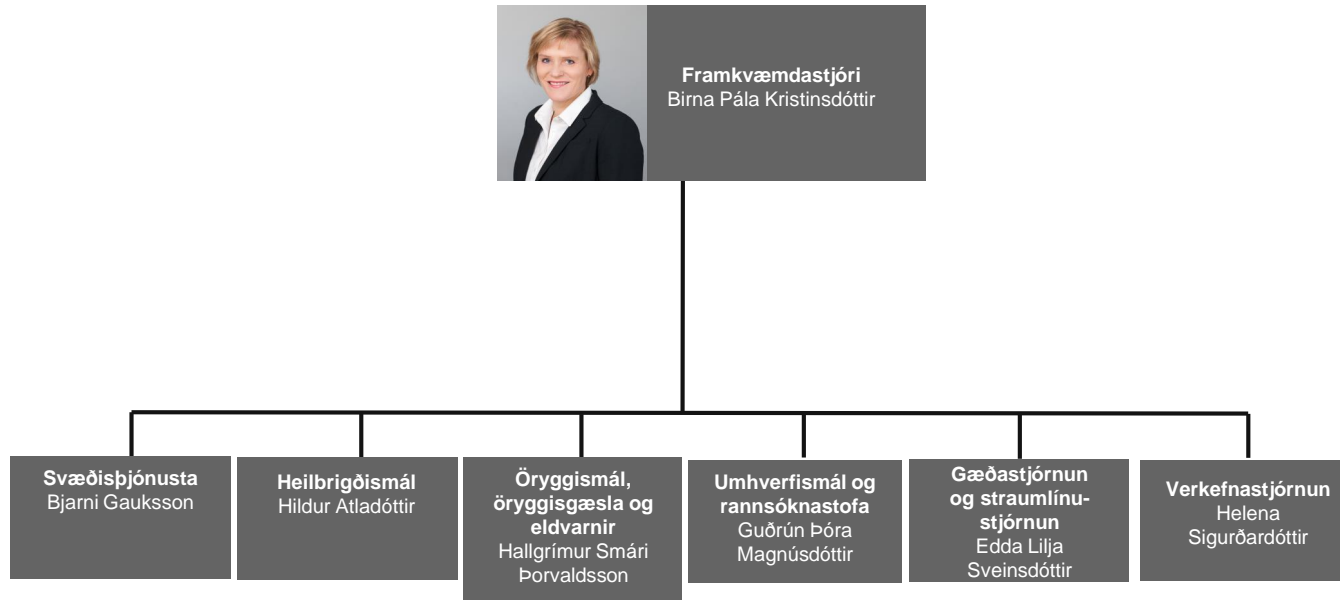 Framkvæmdastjóri
Birna Pála Kristinsdóttir
Svæðisþjónusta
Bjarni Gauksson
Heilbrigðismál
Hildur Atladóttir
Öryggismál,
öryggisgæsla og
eldvarnir
Hallgrímur Smári
Þorvaldsson
Umhverfismál og
rannsóknastofa
Guðrún Þóra
Magnúsdóttir
Gæðastjórnun
og straumlínu-
stjórnun
Edda Lilja
Sveinsdóttir
Verkefnastjórnun
Helena
Sigurðardóttir